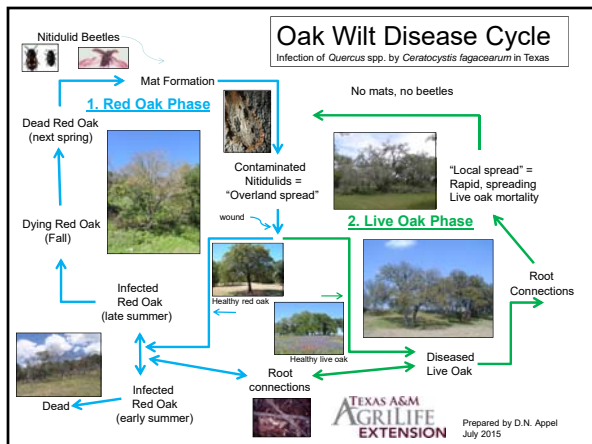 Oak Wilt Disease Cycle
Infection of Quercus spp. by Ceratocystis fagacearum in Texas
Nitidulid Beetles
Mat Formation
1. Red Oak Phase
No mats, no beetles
Dead Red Oak
(next spring)
Contaminated
Nitidulids =
“Overland spread”
“Local spread” =
Rapid, spreading
Live oak mortality
wound
2. Live Oak Phase
Dying Red Oak
(Fall)
Infected
Red Oak
(late summer)
Healthy red oak
Root
Connections
Healthy live oak
Diseased
Live Oak
Root
connections
Infected
Red Oak
(early summer)
Dead
TEXAS A&M
AGRILIFE
EXTENSION
Prepared by D.N. Appel
July 2015